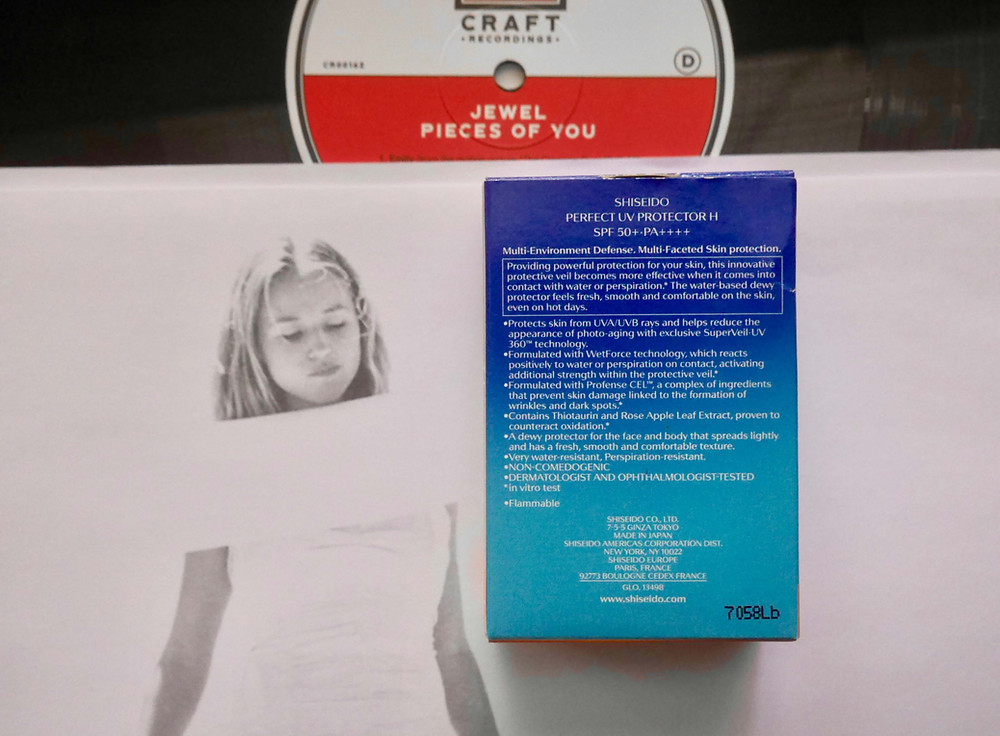 CRAFT
•RECORDINGS•
CR00142
D
JEWEL
PIECES OF YOU
SHISEIDO
PERFECT UV PROTECTOR H
SPF 50+•PA++++
Multi-Environment Defense. Multi-Faceted Skin protection.
Providing powerful protection for your skin, this innovative
protective veil becomes more effective when it comes into
contact with water or perspiration.* The water-based dewy
protector feels fresh, smooth and comfortable on the skin,
even on hot days.
•Protects skin from UVA/UVB rays and helps reduce the
appearance of photo-aging with exclusive SuperVeil-UV
360™ technology.
•Formulated with WetForce technology, which reacts
positively to water or perspiration on contact, activating
additional strength within the protective veil.*
•Formulated with Profense CEL™, a complex of ingredients
that prevent skin damage linked to the formation of
wrinkles and dark spots.*
•Contains Thiotaurin and Rose Apple Leaf Extract, proven to
counteract oxidation.*
•A dewy protector for the face and body that spreads lightly
and has a fresh, smooth and comfortable texture.
•Very water-resistant, Perspiration-resistant.
•NON-COMEDOGENIC
•DERMATOLOGIST AND OPHTHALMOLOGIST-TESTED
*in vitro test
•Flammable
SHISEIDO CO., LTD.
7-5-5 GINZA TOKYO
MADE IN JAPAN
SHISEIDO AMERICAS CORPORATION DIST.
NEW YORK, NY 10022
SHISEIDO EUROPE
PARIS, FRANCE
92773 BOULOGNE CEDEX FRANCE
GLO. 13498
www.shiseido.com
7058Lb